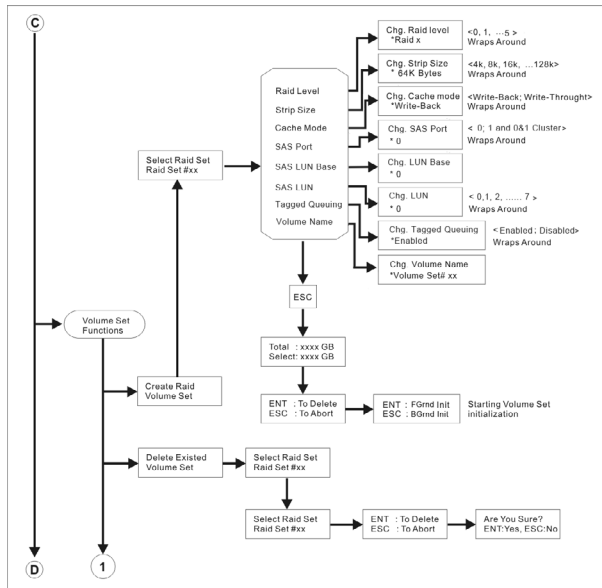 C
Chg. Raid level
*Raid x
<0, 1, ...5 >
Wraps Around
Chg. Strip Size
* 64K Bytes
<4k, 8k, 16k, ...128k>
Wraps Around
Chg. Cache mode
*Write-Back
<Write-Back; Write-Throught>
Wraps Around
Chg. SAS Port
* 0
< 0; 1 and 0&1 Cluster>
Wraps Around
Chg. LUN Base
* 0
Chg. LUN
* 0
< 0,1, 2, ...... 7 >
Wraps Around
Chg. Tagged Queuing
*Enabled
<Enabled; Disabled>
Wraps Around
Chg. Volume Name
*Volume Set# xx
Raid Level
Strip Size
Cache Mode
SAS Port
SAS LUN Base
SAS LUN
Tagged Queuing
Volume Name
Select Raid Set
Raid Set #xx
ESC
Total : xxxx GB
Select: xxxx GB
Volume Set
Functions
Create Raid
Volume Set
ENT : To Delete
ESC : To Abort
ENT : FGrnd Init
ESC : BGrnd Init
Starting Volume Set
initialization
Delete Existed
Volume Set
Select Raid Set
Raid Set #xx
Select Raid Set
Raid Set #xx
ENT : To Delete
ESC : To Abort
Are You Sure?
ENT:Yes, ESC:No
D
1